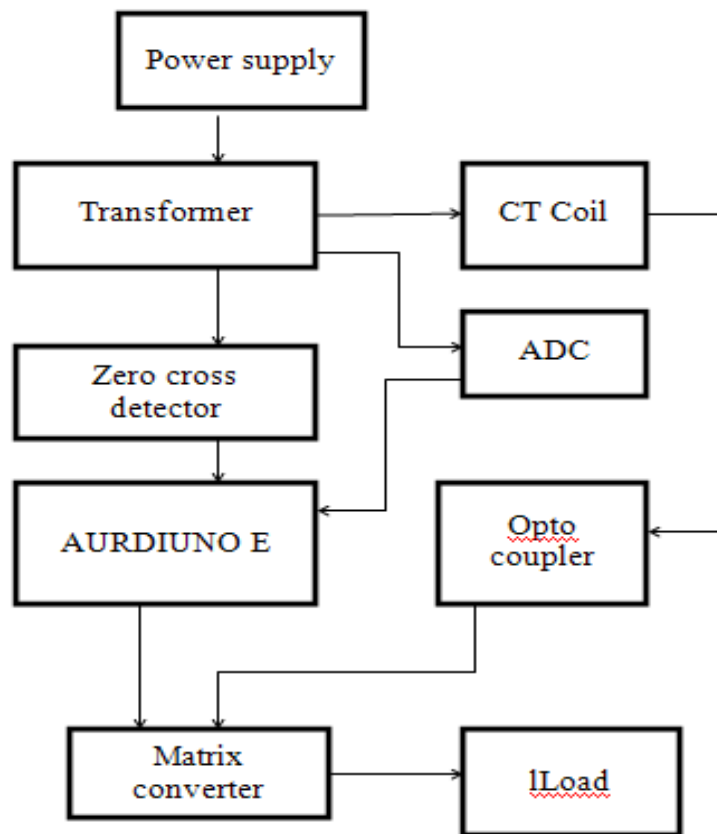 Power supply
Transformer
CT Coil
ADC
Zero cross
detector
AURDIUNO E
Opto
coupler
Matrix
converter
lLoad